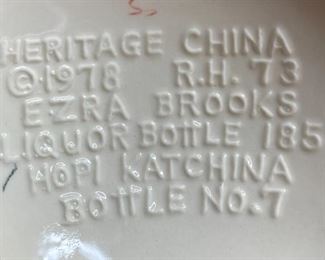 HERITAGE CHINA
©1978 R.H. '73
EZRA BROOKS
LIQUOR BOTTLE 185
HOPI KATCHINA
BOTTLE NO. 7